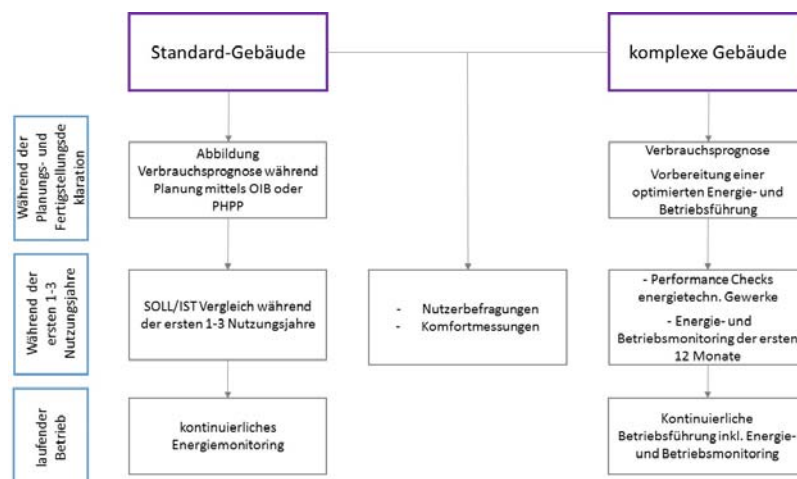 Standard-Gebäude
komplexe Gebäude
Während der
Planungs- und
Fertigstellungsde
klaration
Abbildung
Verbrauchsprognose während
Planung mittels OIB oder
PHPP
Verbrauchsprognose
Vorbereitung einer
optimierten Energie- und
Betriebsführung
Während der
ersten 1-3
Nutzungsjahre
SOLL/IST Vergleich während
der ersten 1-3 Nutzungsjahre
- Nutzerbefragungen
- Komfortmessungen
- Performance Checks
energietechn. Gewerke
- Energie- und
Betriebsmonitoring der ersten
12 Monate
laufender
Betrieb
kontinuierliches
Energiemonitoring
Kontinuierliche
Betriebsführung inkl. Energie-
und Betriebsmonitoring